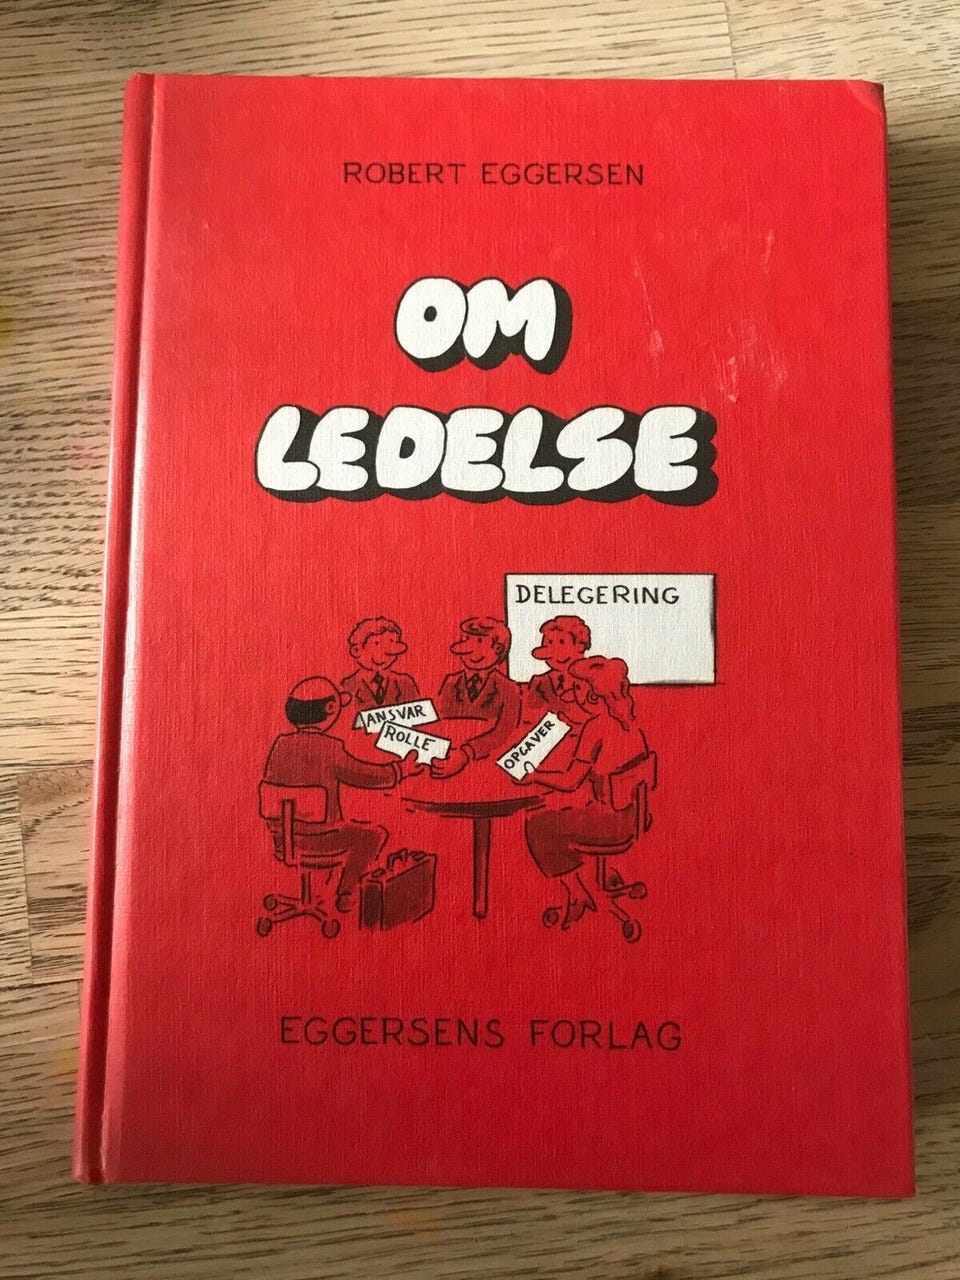 ROBERT EGGERSEN
OM
LEDELSE
DELEGERING
ANSVAR
ROLLE
OPGAVER
EGGERSENS FORLAG